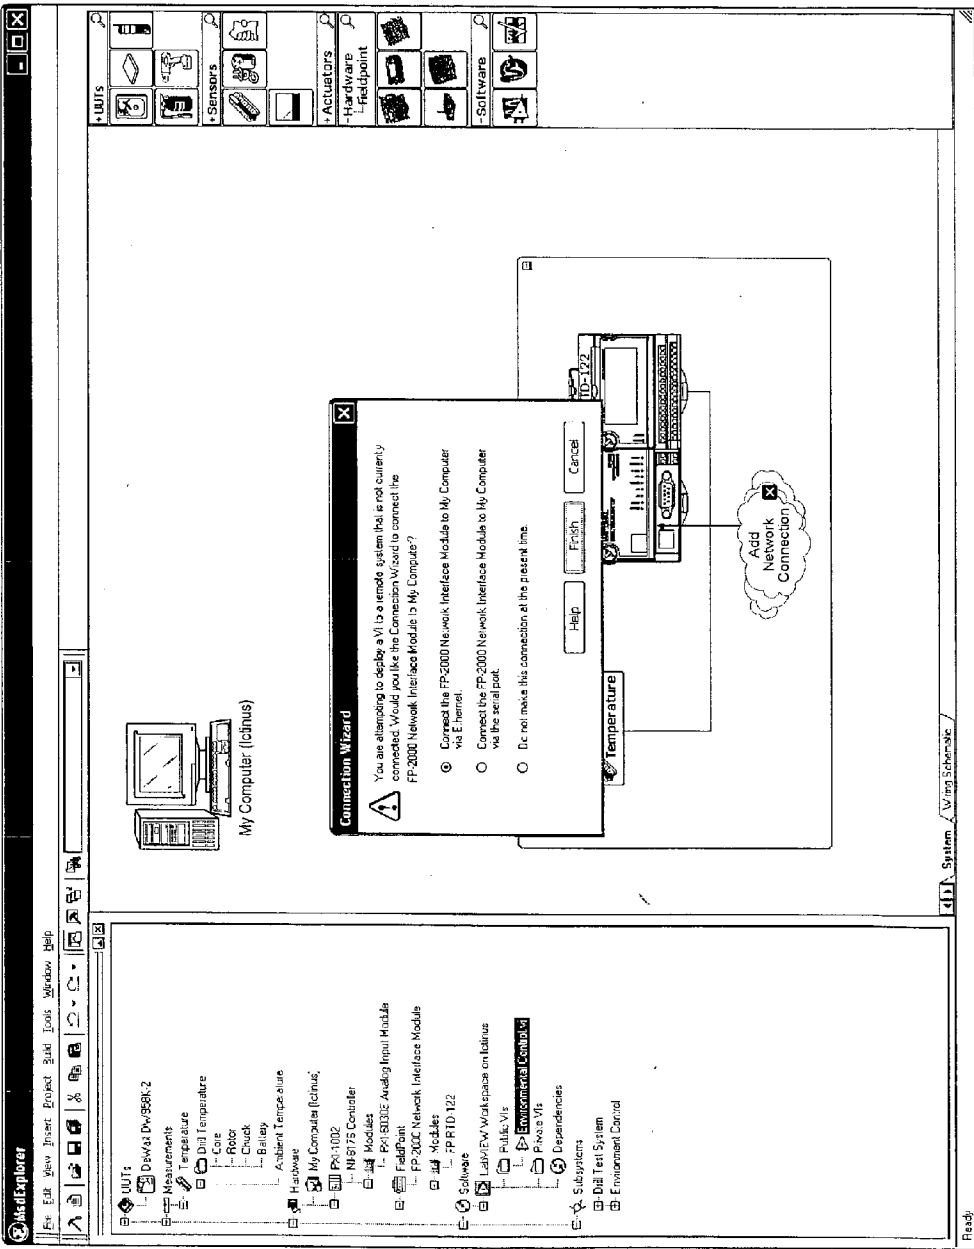 MsdExplorer
File Edit View Insert Project Build Tools Window Help
UUTs
DeWalt DW958K-2
Measurements
Temperature
Drill Temperature
Core
Rotor
Chuck
Battery
Ambient Temperature
Hardware
My Computer (Ictinus)
PXI-1002
NI-8176 Controller
Modules
PXI-6030E Analog Input Module
FieldPoint
FP-2000 Network Interface Module
Modules
FP RTD-122
Software
LabVIEW Workspace on Ictinus
Public VIs
Environmental Control.vi
Private VIs
Dependencies
Subsystems
Drill Test System
Environment Control
My Computer (Ictinus)
Connection Wizard
You are attempting to deploy a VI to a remote system that is not currently
connected. Would you like the Connection Wizard to connect the
FP-2000 Network Interface Module to My Computer?
Connect the FP-2000 Network Interface Module to My Computer
via Ethernet.
Connect the FP-2000 Network Interface Module to My Computer
via the serial port.
Do not make this connection at the present time.
Help Finish Cancel
TD-122
Temperature
Add
Network
Connection
System Wiring Schematic
+UUTs
+Sensors
+Actuators
-Hardware
Fieldpoint
-Software
Ready